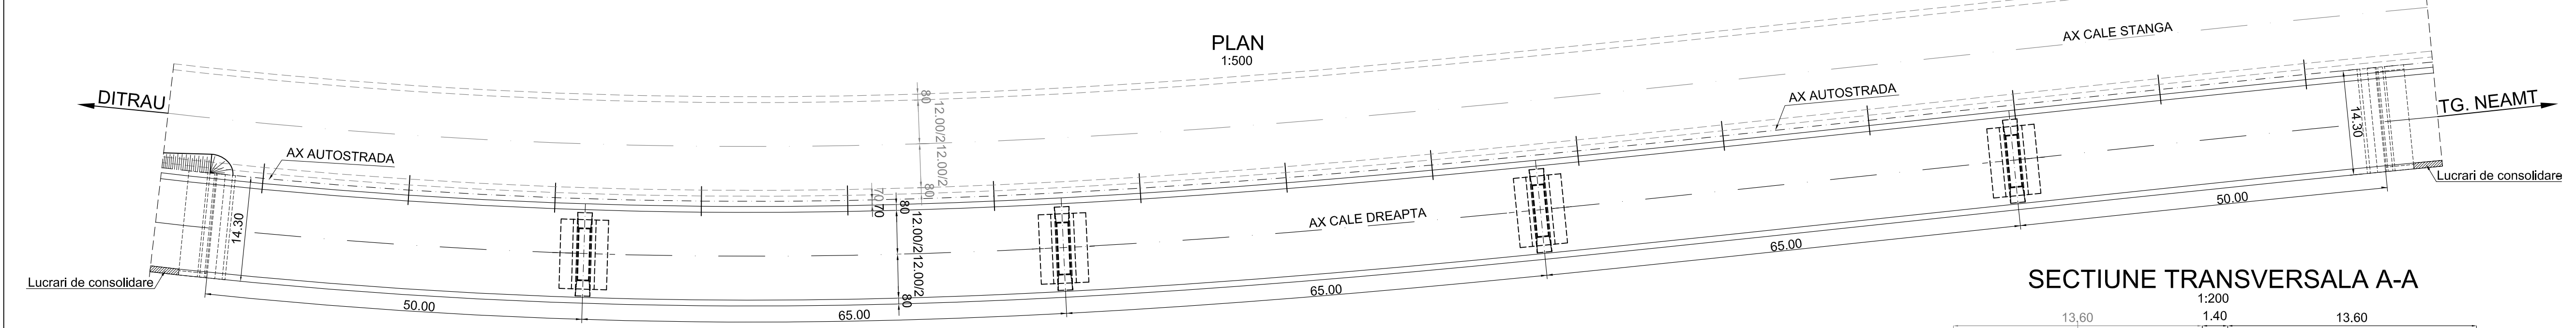 PLAN
1:500
AX CALE STANGA
AX AUTOSTRADA
DITRAU
TG. NEAMT
80
12.00/2
12.00/2
80
14.30
AX AUTOSTRADA
70
70
80
12.00/2
12.00/2
80
14.30
AX CALE DREAPTA
Lucrari de consolidare
Lucrari de consolidare
50.00
65.00
65.00
65.00
50.00
SECTIUNE TRANSVERSALA A-A
1:200
13,60
1.40
13.60